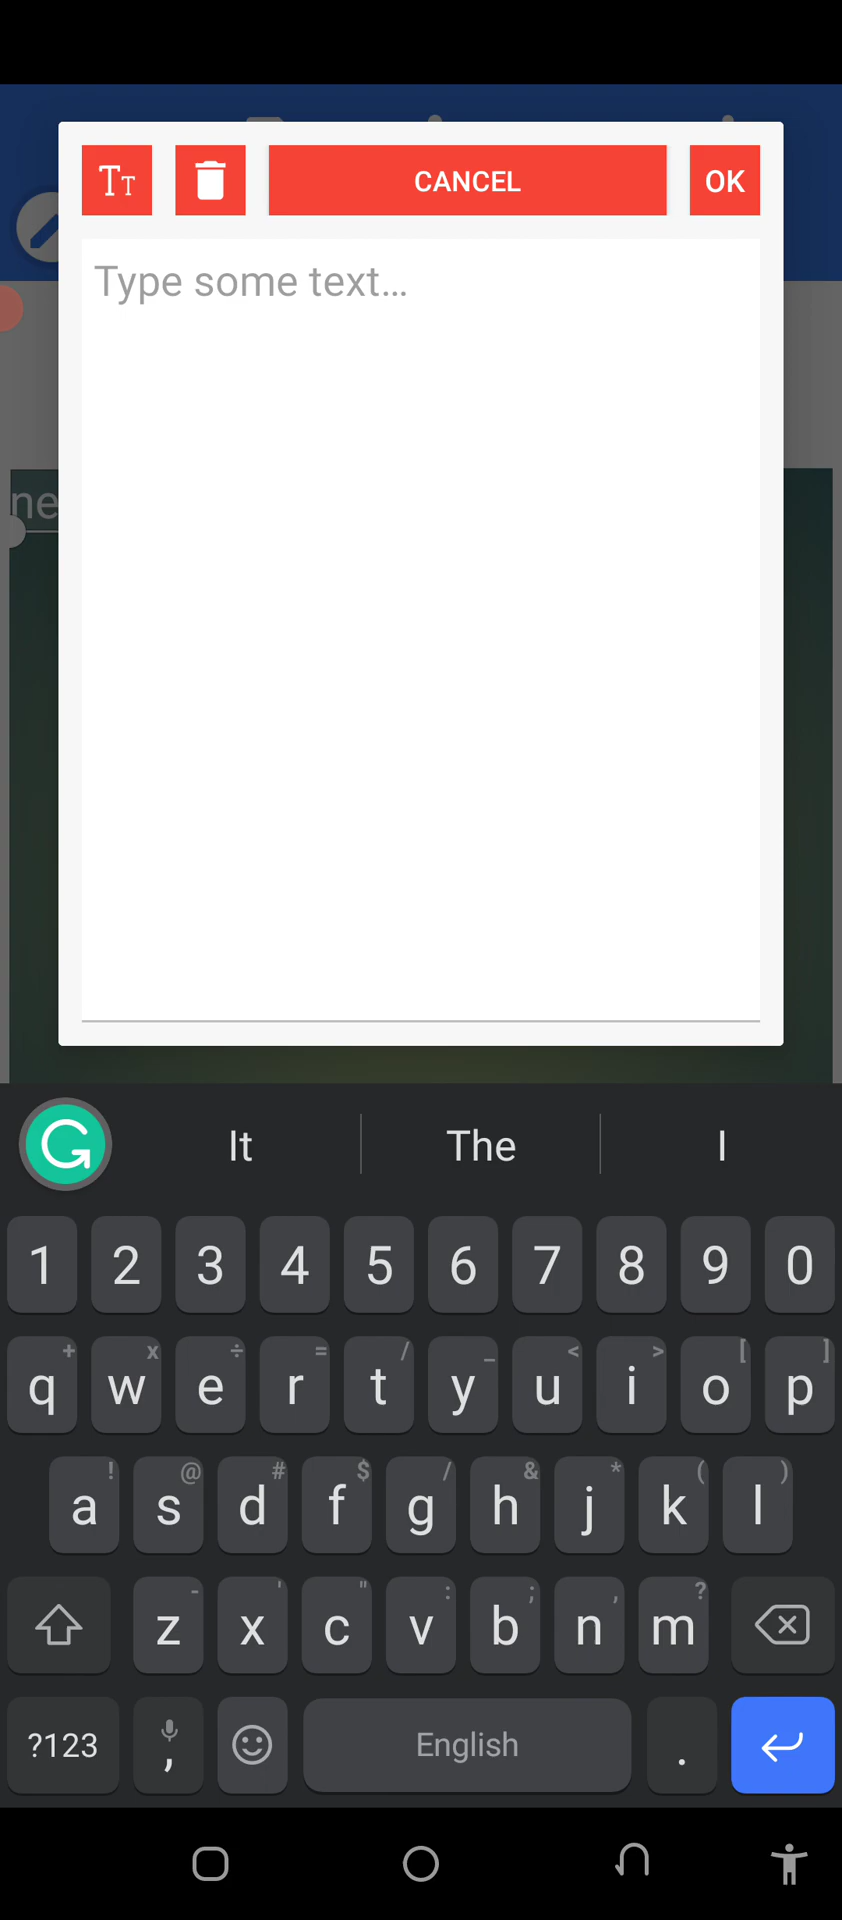 Tт CANCEL OK
Type some text...
ne
It The I
1 2 3 4 5 6 7 8 9 0
q + w x e ÷ r = t / y _ u < i > o [ p ]
a ! s @ d # f $ g / h & j * k ( l )
z - x ' c " v : b ; n , m ?
?123 , English .